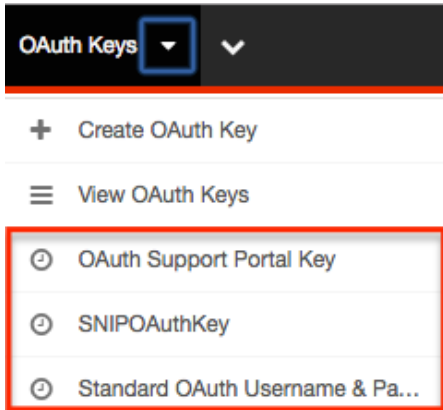 OAuth Keys
Create OAuth Key
View OAuth Keys
OAuth Support Portal Key
SNIPOAuthKey
Standard OAuth Username & Pa...